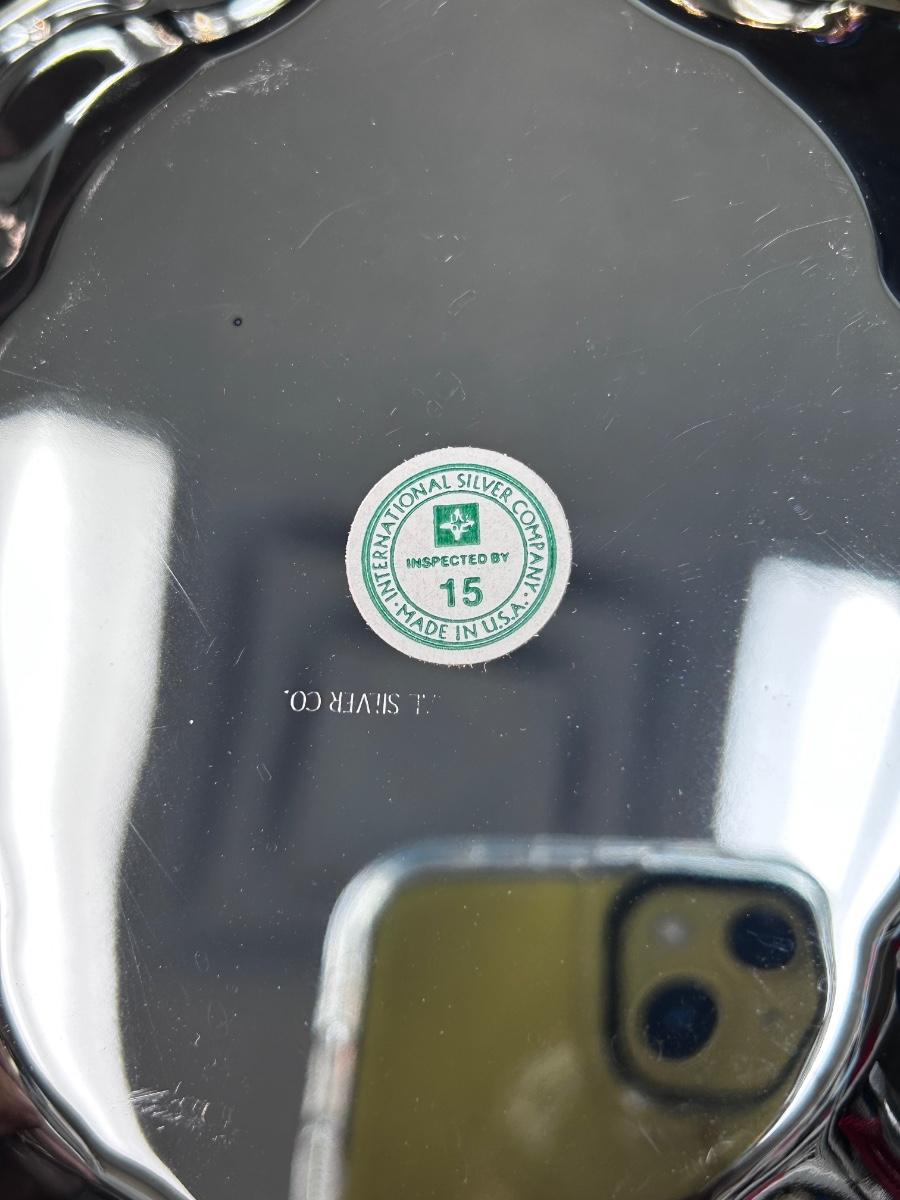 INTERNATIONAL SILVER COMPANY
INSPECTED BY
15
· MADE IN U.S.A. ·
SILVER CO.